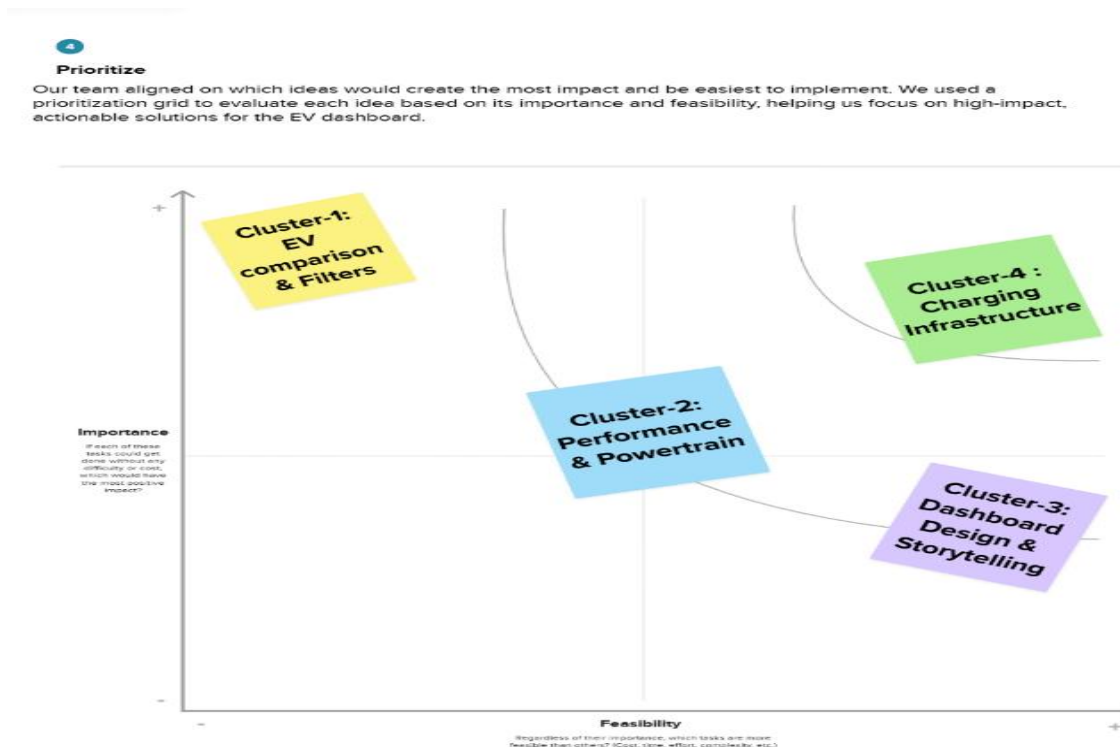 4
Prioritize
Our team aligned on which ideas would create the most impact and be easiest to implement. We used a
prioritization grid to evaluate each idea based on its importance and feasibility, helping us focus on high-impact,
actionable solutions for the EV dashboard.
+
Cluster-1:
EV
comparison
& Filters
Cluster-4 :
Charging
Infrastructure
Cluster-2:
Performance
& Powertrain
Importance
If each of these
tasks could get
done without any
difficulty or cost,
which would have
the most positive
impact?
Cluster-3:
Dashboard
Design &
Storytelling
-
-
Feasibility
+
Regardless of their importance, which tasks are more
feasible than others? (Cost, time, effort, complexity, etc.)